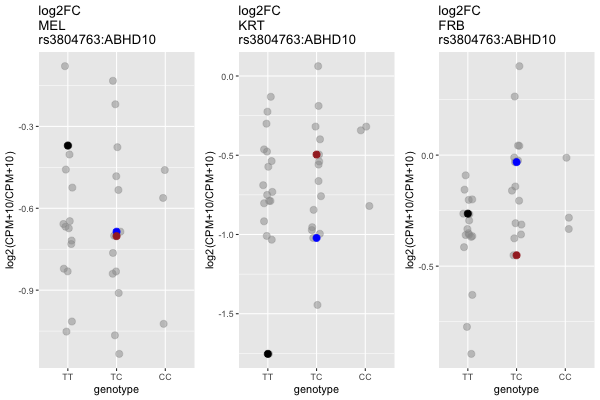 log2FC
MEL
rs3804763:ABHD10
log2(CPM+10/CPM+10)
-0.3
-0.6
-0.9
TT
TC
CC
genotype
log2FC
KRT
rs3804763:ABHD10
log2(CPM+10/CPM+10)
0.0
-0.5
-1.0
-1.5
TT
TC
CC
genotype
log2FC
FRB
rs3804763:ABHD10
log2(CPM+10/CPM+10)
0.0
-0.5
TT
TC
CC
genotype